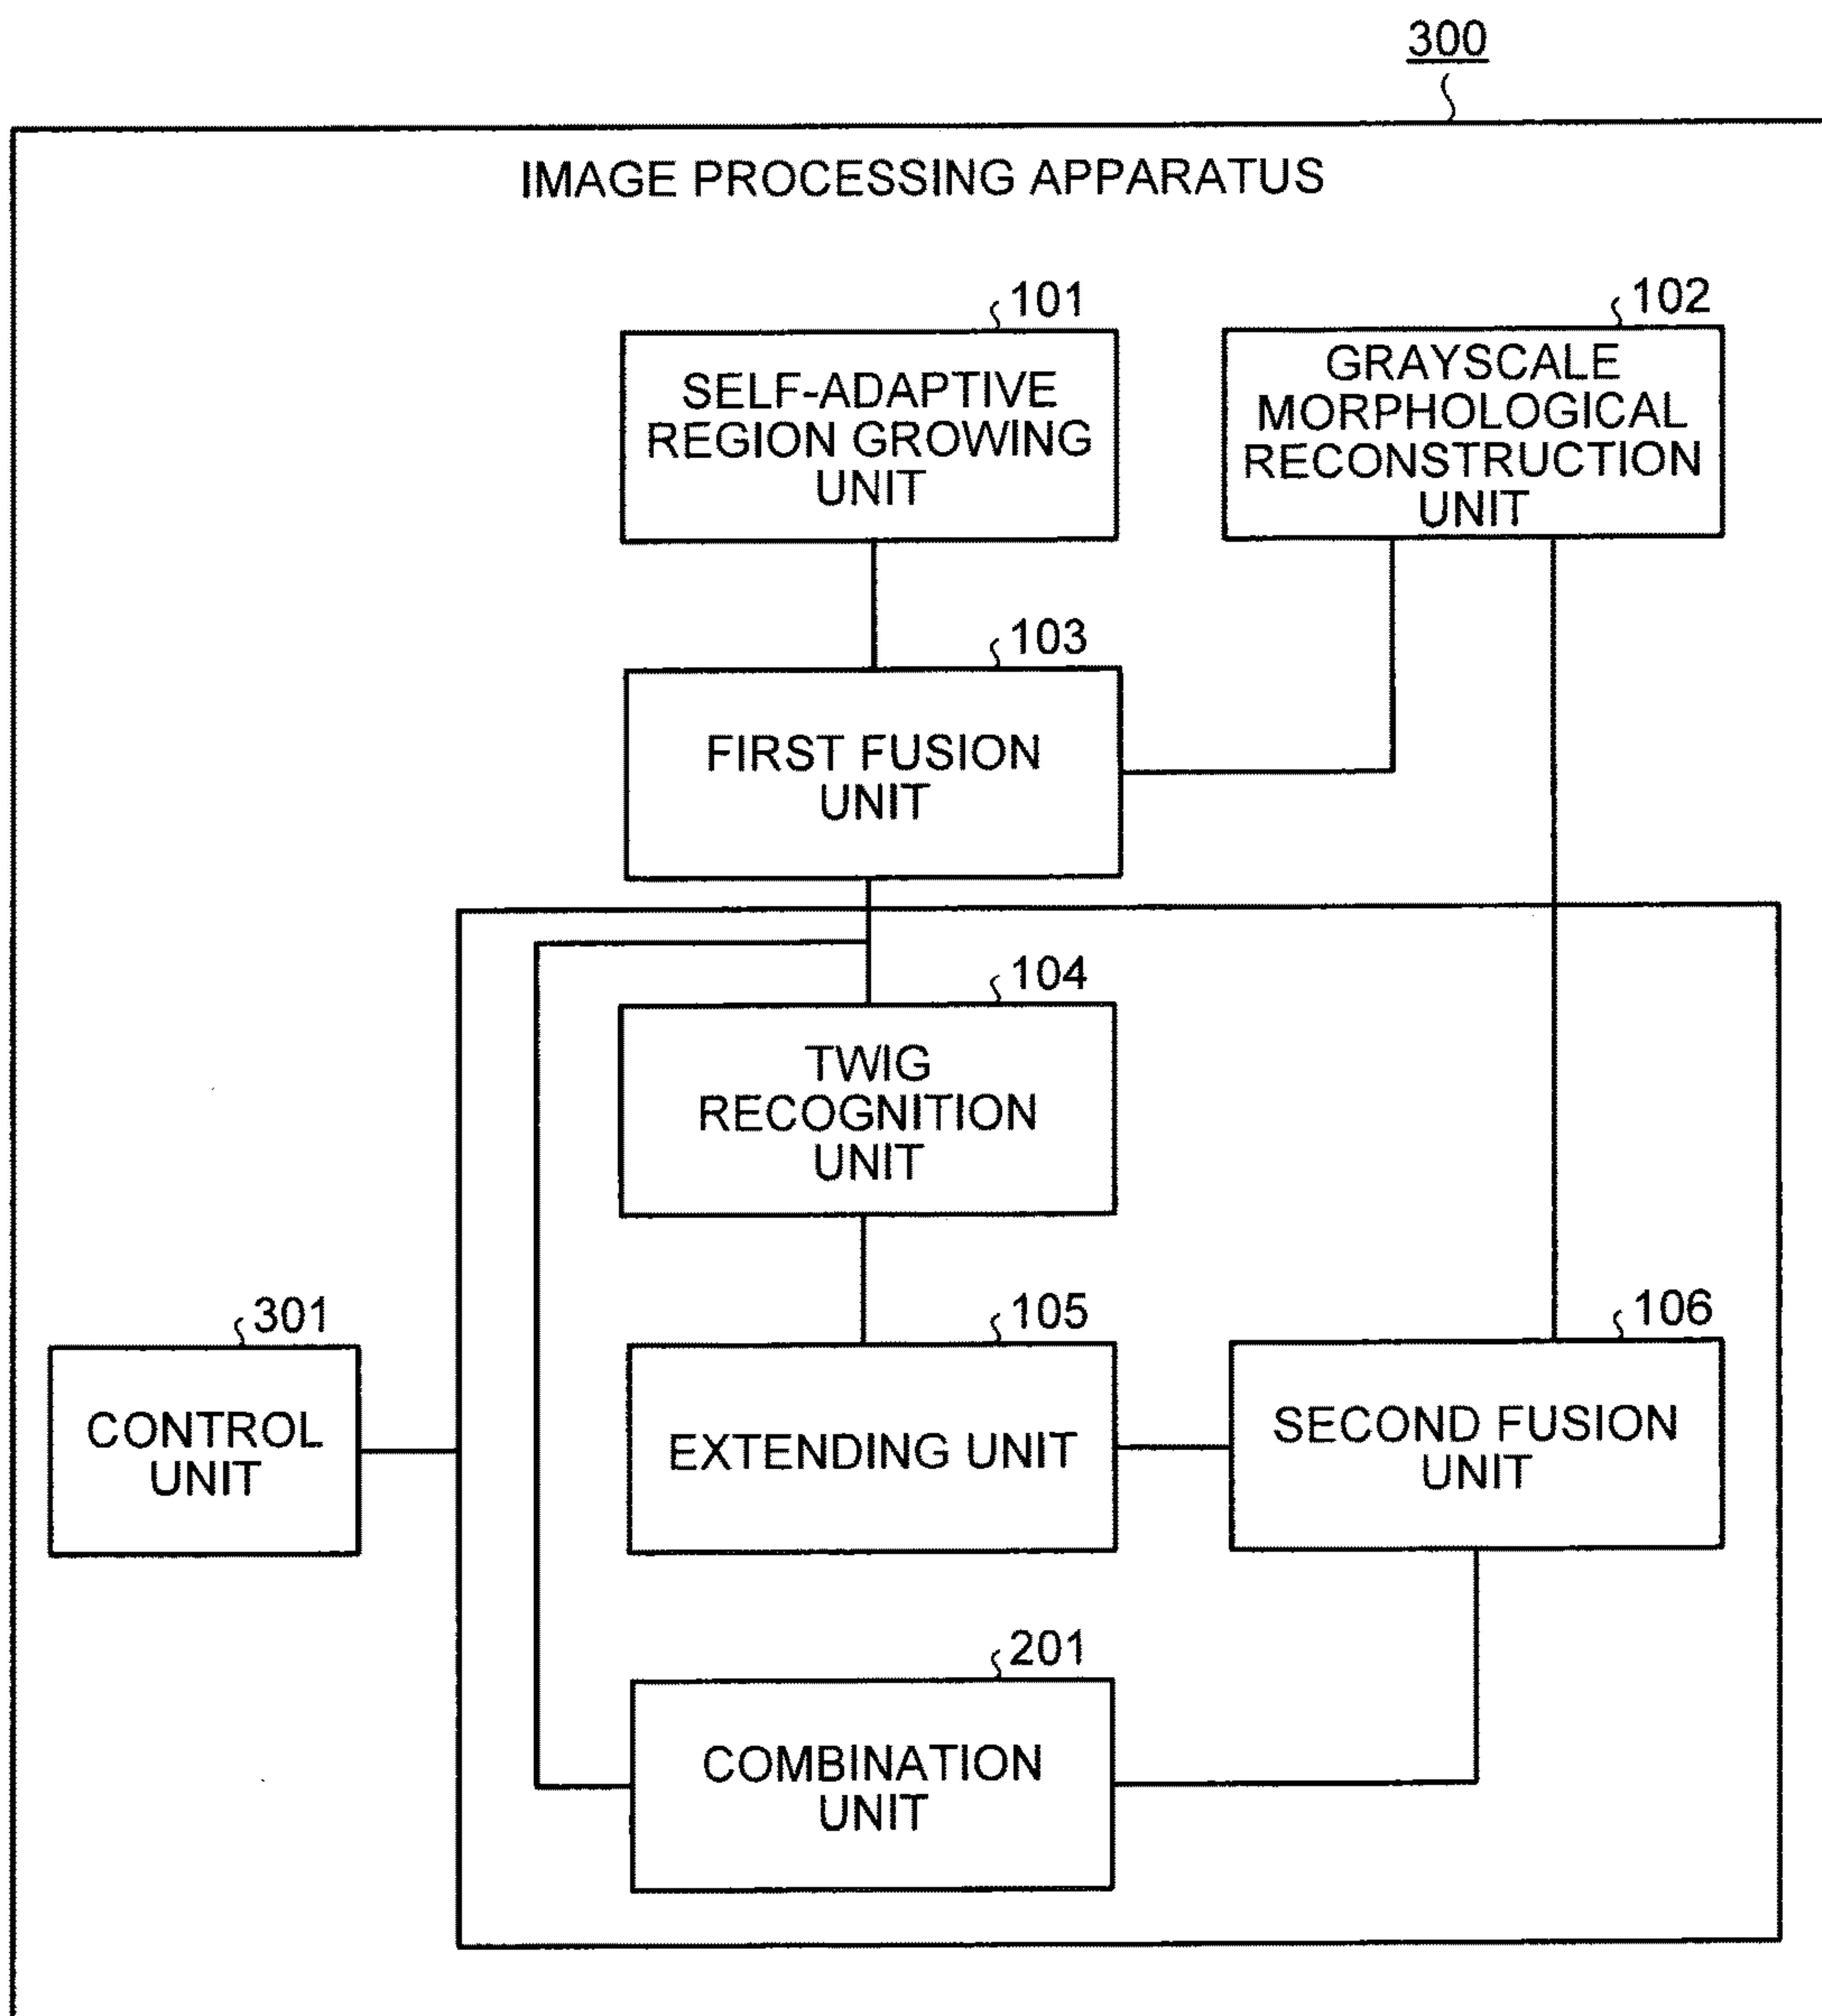 300
IMAGE PROCESSING APPARATUS
101
SELF-ADAPTIVE
REGION GROWING
UNIT
102
GRAYSCALE
MORPHOLOGICAL
RECONSTRUCTION
UNIT
103
FIRST FUSION
UNIT
104
TWIG
RECOGNITION
UNIT
301
CONTROL
UNIT
105
EXTENDING UNIT
106
SECOND FUSION
UNIT
201
COMBINATION
UNIT